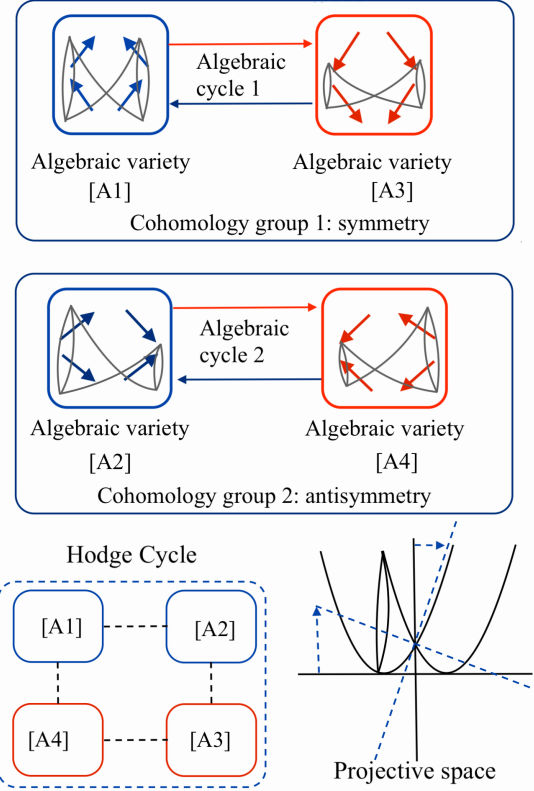 Algebraic
cycle 1
Algebraic variety
[A1]
Algebraic variety
[A3]
Cohomology group 1: symmetry
Algebraic
cycle 2
Algebraic variety
[A2]
Algebraic variety
[A4]
Cohomology group 2: antisymmetry
Hodge Cycle
[A1]
[A2]
[A4]
[A3]
Projective space